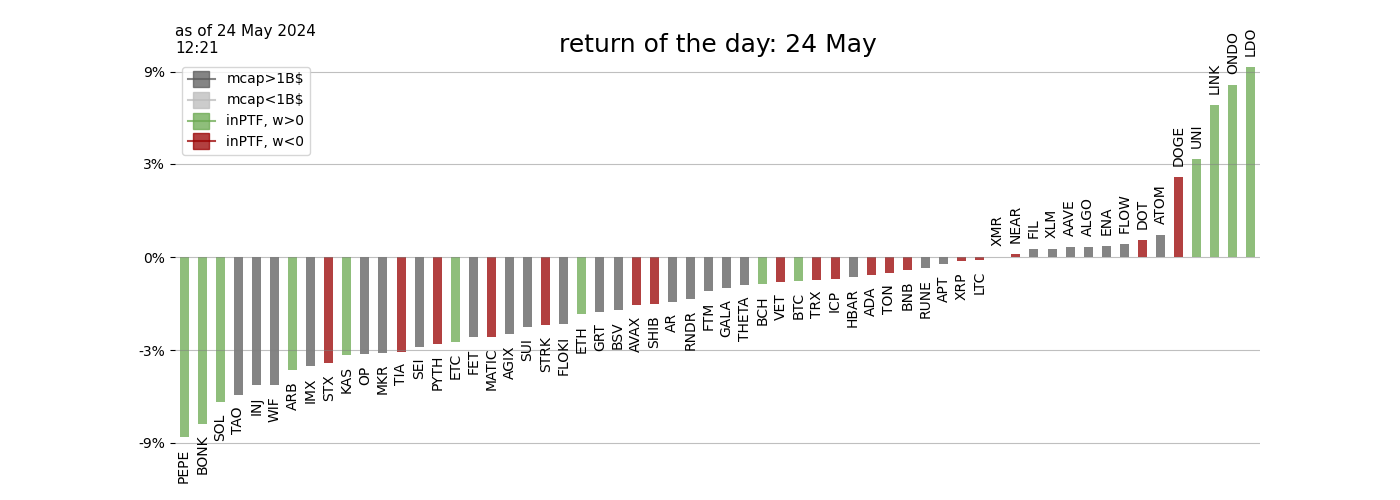 as of 24 May 2024
12:21
return of the day: 24 May
mcap>1B$
mcap<1B$
inPTF, w>0
inPTF, w<0
9%
3%
0%
-3%
-9%
PEPE
BONK
SOL
TAO
INJ
WIF
ARB
IMX
STX
KAS
OP
MKR
TIA
SEI
PYTH
ETC
FET
MATIC
AGIX
SUI
STRK
FLOKI
ETH
GRT
BSV
AVAX
SHIB
AR
RNDR
FTM
GALA
THETA
BCH
VET
BTC
TRX
ICP
HBAR
ADA
TON
BNB
RUNE
APT
XRP
LTC
XMR
NEAR
FIL
XLM
AAVE
ALGO
ENA
FLOW
DOT
ATOM
DOGE
UNI
LINK
ONDO
LDO